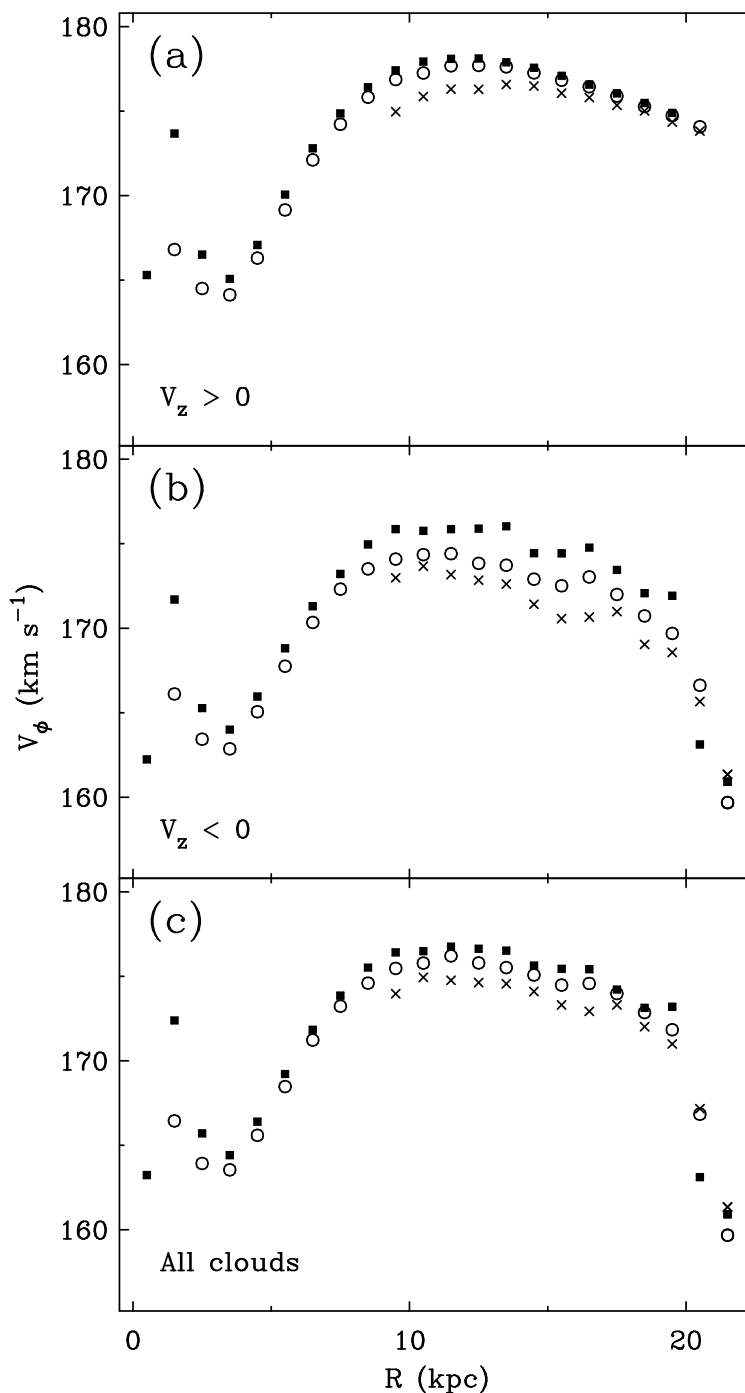 180
(a)
170
160
V_z > 0
180
(b)
170
160
V_z < 0
V_ϕ (km s⁻¹)
180
(c)
170
160
All clouds
0 10 20
R (kpc)